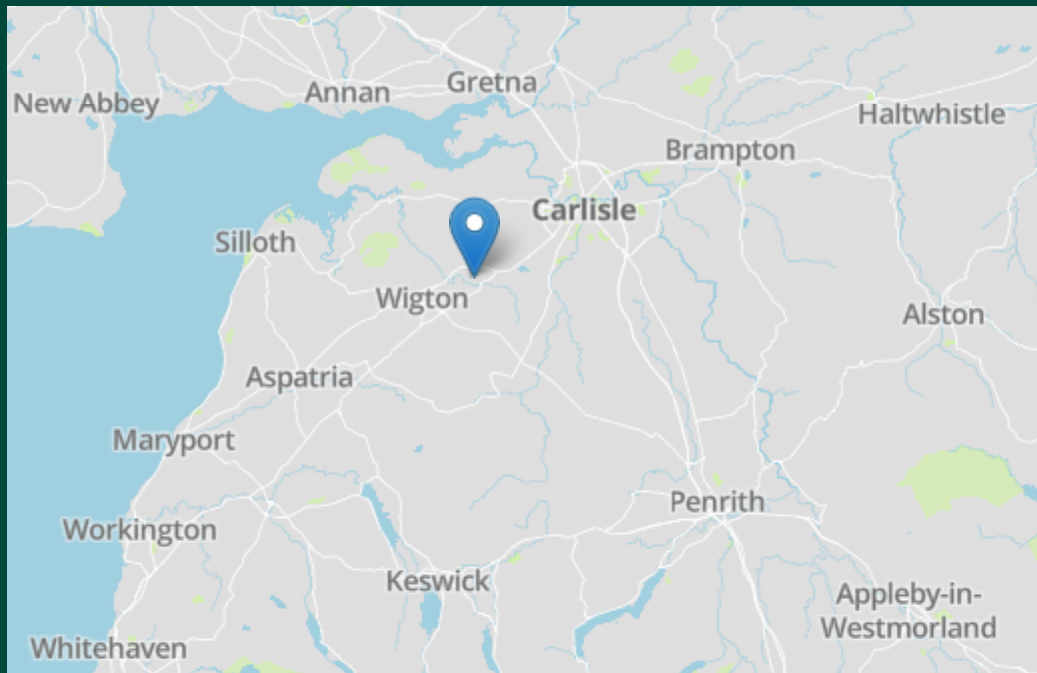 Gretna
Annan
New Abbey
Haltwhistle
Brampton
Carlisle
Silloth
Wigton
Alston
Aspatria
Maryport
Penrith
Workington
Keswick
Appleby-in-
Westmorland
Whitehaven